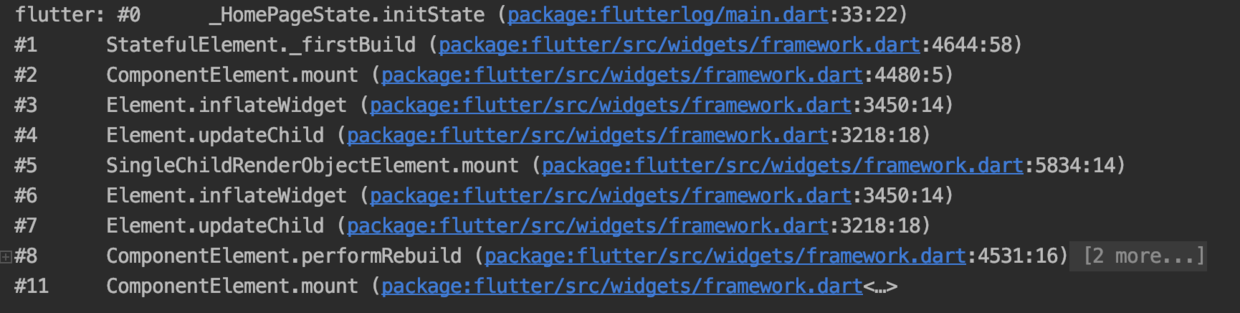 flutter: #0      _HomePageState.initState (package:flutterlog/main.dart:33:22)
#1      StatefulElement._firstBuild (package:flutter/src/widgets/framework.dart:4644:58)
#2      ComponentElement.mount (package:flutter/src/widgets/framework.dart:4480:5)
#3      Element.inflateWidget (package:flutter/src/widgets/framework.dart:3450:14)
#4      Element.updateChild (package:flutter/src/widgets/framework.dart:3218:18)
#5      SingleChildRenderObjectElement.mount (package:flutter/src/widgets/framework.dart:5834:14)
#6      Element.inflateWidget (package:flutter/src/widgets/framework.dart:3450:14)
#7      Element.updateChild (package:flutter/src/widgets/framework.dart:3218:18)
#8      ComponentElement.performRebuild (package:flutter/src/widgets/framework.dart:4531:16) [2 more...]
#11     ComponentElement.mount (package:flutter/src/widgets/framework.dart<…>